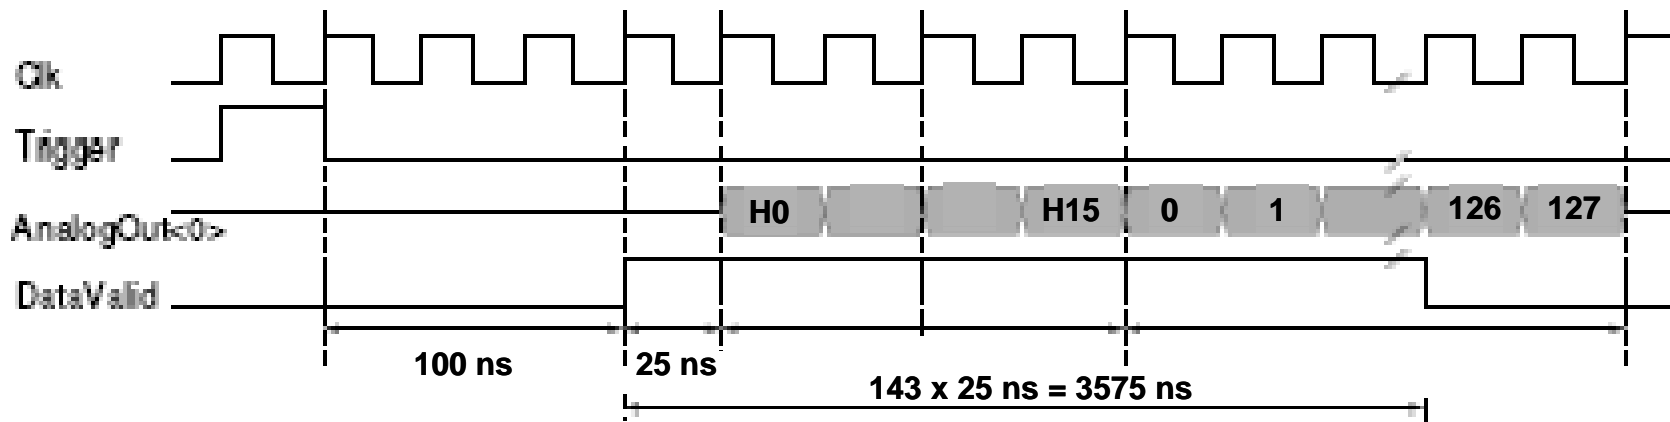 Clk
Trigger
AnalogOut<0> H0 H15 0 1 126 127
DataValid
100 ns 25 ns
143 x 25 ns = 3575 ns